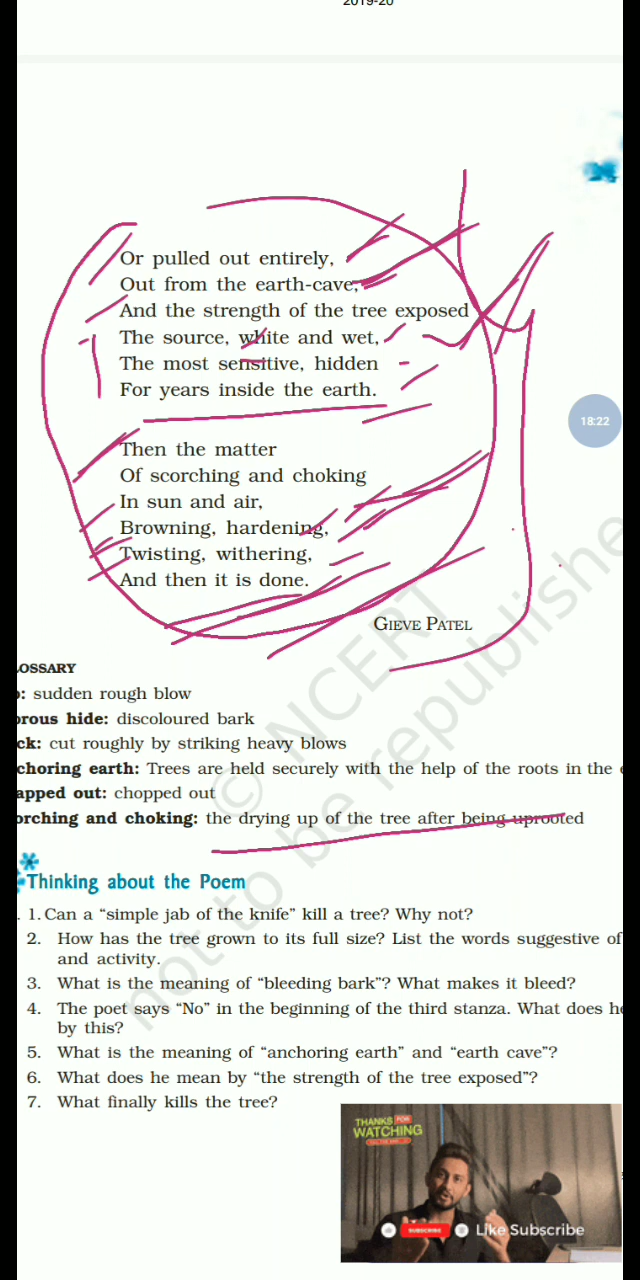 2019-20
Or pulled out entirely,
Out from the earth-cave,
And the strength of the tree exposed
The source, white and wet,
The most sensitive, hidden
For years inside the earth.
18:22
Then the matter
Of scorching and choking
In sun and air,
Browning, hardening,
Twisting, withering,
And then it is done.
GIEVE PATEL
LOSSARY
: sudden rough blow
prous hide: discoloured bark
ck: cut roughly by striking heavy blows
choring earth: Trees are held securely with the help of the roots in the
apped out: chopped out
orching and choking: the drying up of the tree after being uprooted
Thinking about the Poem
. 1. Can a “simple jab of the knife” kill a tree? Why not?
2. How has the tree grown to its full size? List the words suggestive of
and activity.
3. What is the meaning of “bleeding bark”? What makes it bleed?
4. The poet says “No” in the beginning of the third stanza. What does he
by this?
5. What is the meaning of “anchoring earth” and “earth cave”?
6. What does he mean by “the strength of the tree exposed”?
7. What finally kills the tree?
© NCERT
not to be republishe
THANKS FOR
WATCHING
SUBSCRIBE
Like Subscribe